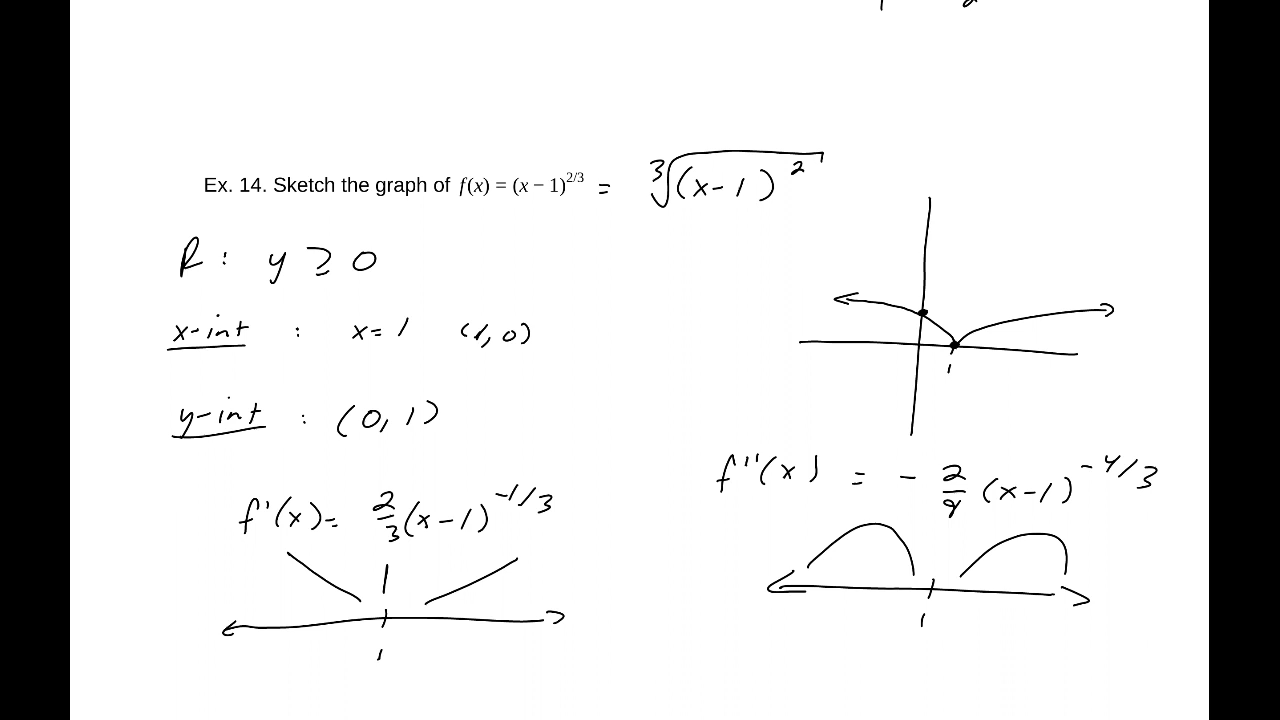 Ex. 14. Sketch the graph of f(x) = (x − 1)^{2/3} = ∛((x-1)^2)
R : y ≥ 0
x-int : x=1 (1,0)
y-int : (0,1)
1
f'(x)= 2/3 (x-1)^{-1/3}
1
f''(x) = - 2/9 (x-1)^{-4/3}
1